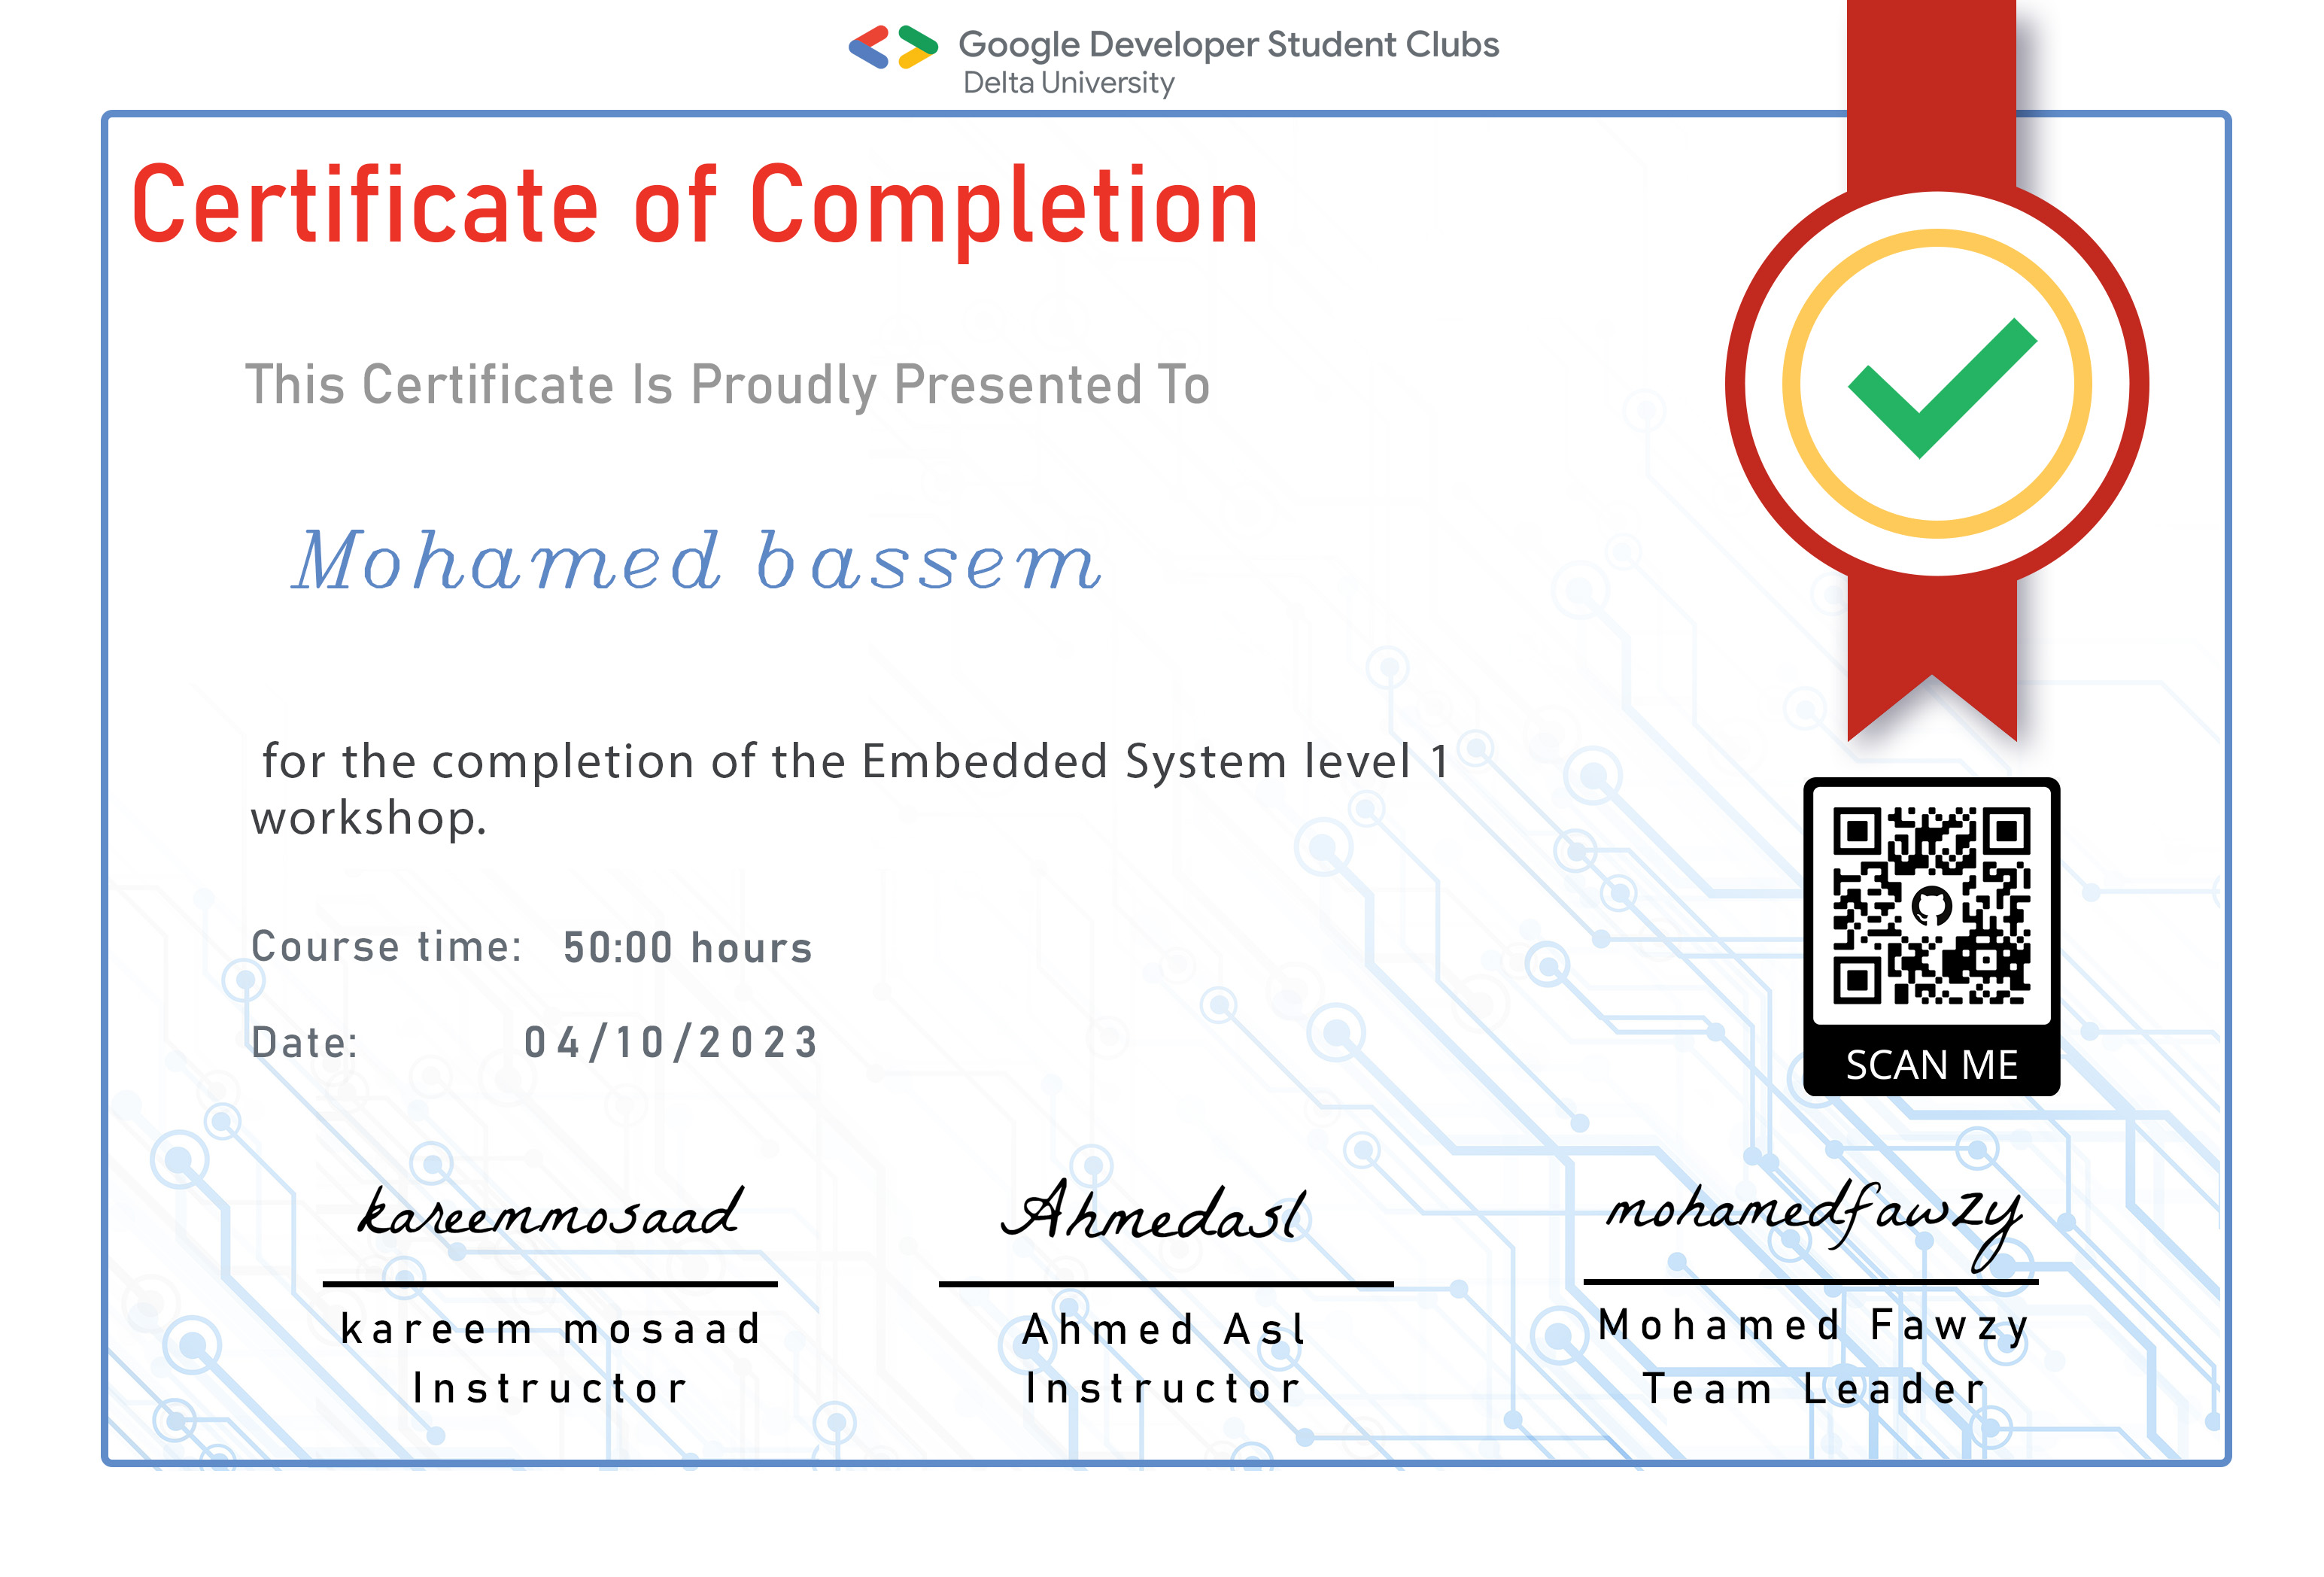 Google Developer Student Clubs
Delta University
Certificate of Completion
This Certificate Is Proudly Presented To
Mohamed bassem
for the completion of the Embedded System level 1
workshop.
Course time: 50:00 hours
Date: 04/10/2023
SCAN ME
kareemmosaad
Ahmedasl
mohamedfawzy
kareem mosaad
Ahmed Asl
Mohamed Fawzy
Instructor
Instructor
Team Leader